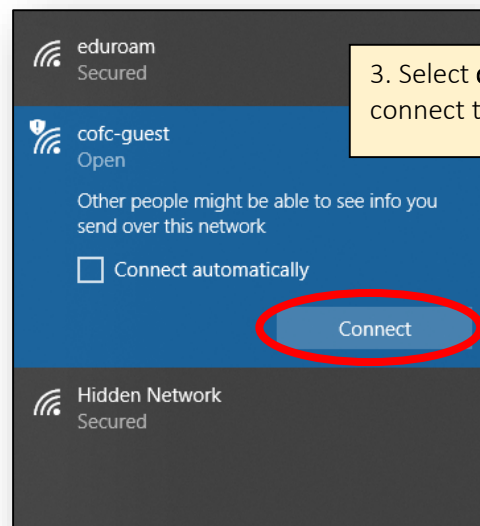 eduroam
Secured
3. Select
connect
cofc-guest
Open
Other people might be able to see info you
send over this network
Connect automatically
Connect
Hidden Network
Secured